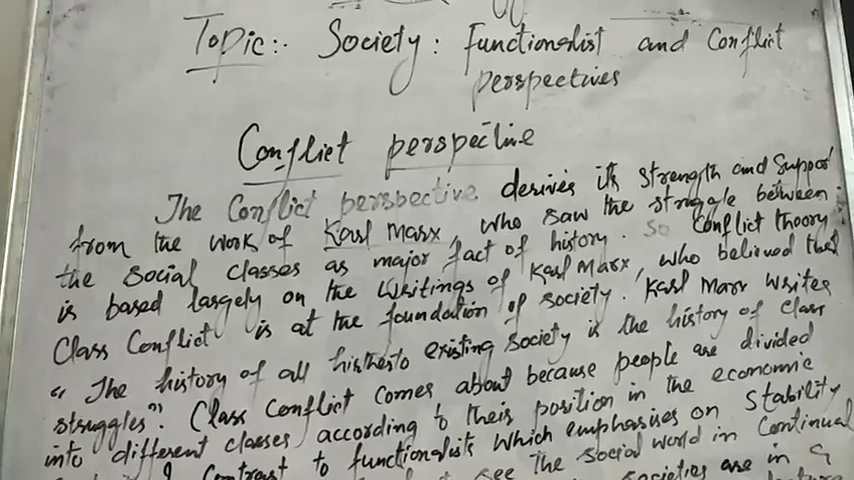 Topic:- Society: Functionalist and Conflict
perspectives
Conflict perspective
The Conflict perspective derives its strength and Support
from the work of Karl Marx, who saw the struggle between
the social classes as major fact of history. So conflict theory
is based largely on the writings of Karl Marx, who believed that
Class Conflict is at the foundation of society. Karl Marx writes
"The history of all hitherto existing society is the history of class
struggles". Class Conflict comes about because people are divided
into different classes according to their position in the economic
Contrast to functionalists which emphasises on Stability
see the social world in Continual
societies are in a